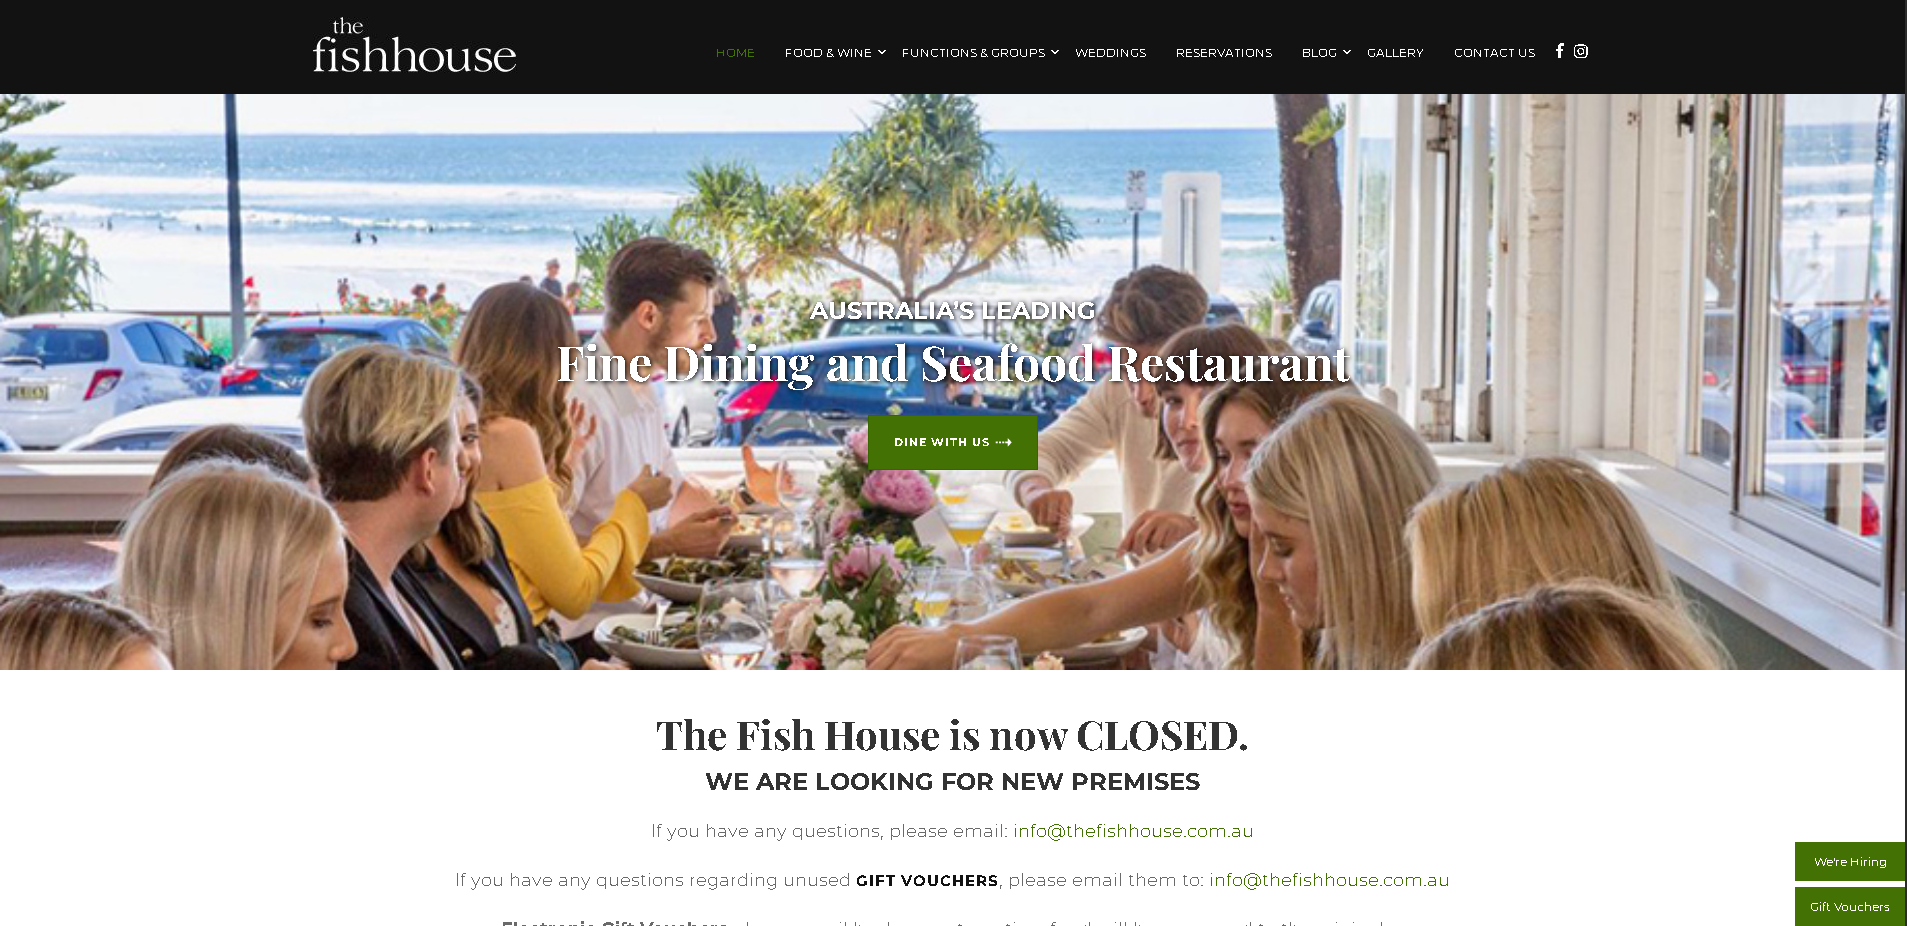 the
fishhouse
HOME FOOD & WINE FUNCTIONS & GROUPS WEDDINGS RESERVATIONS BLOG GALLERY CONTACT US
AUSTRALIA'S LEADING
Fine Dining and Seafood Restaurant
DINE WITH US
The Fish House is now CLOSED.
WE ARE LOOKING FOR NEW PREMISES
If you have any questions, please email: info@thefishhouse.com.au
If you have any questions regarding unused GIFT VOUCHERS, please email them to: info@thefishhouse.com.au
We're Hiring
Gift Vouchers